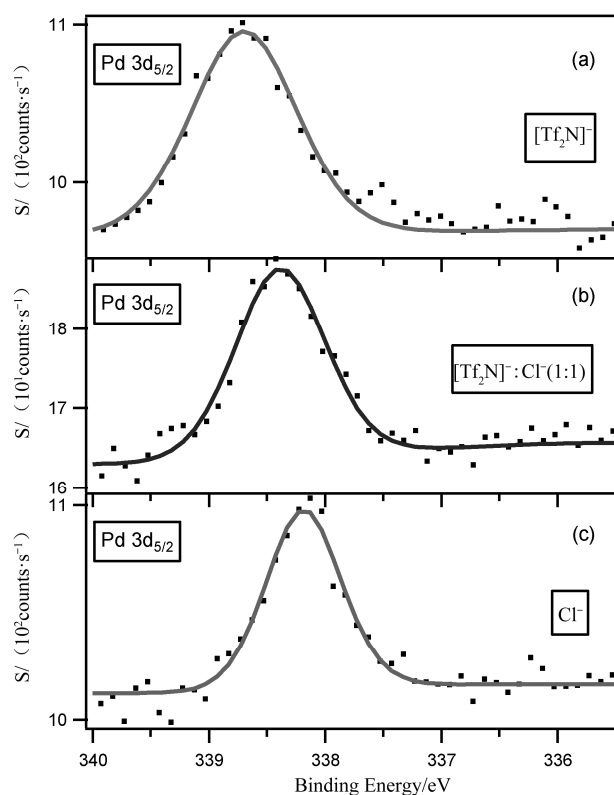 11
Pd 3d5/2
(a)
[Tf2N]−
10
S/ (10²counts·s⁻¹)
Pd 3d5/2
(b)
18
[Tf2N]−:Cl−(1:1)
S/ (10¹counts·s⁻¹)
16
16
11
Pd 3d5/2
(c)
Cl−
S/ (10²counts·s⁻¹)
10
340 339 338 337 336
Binding Energy/eV